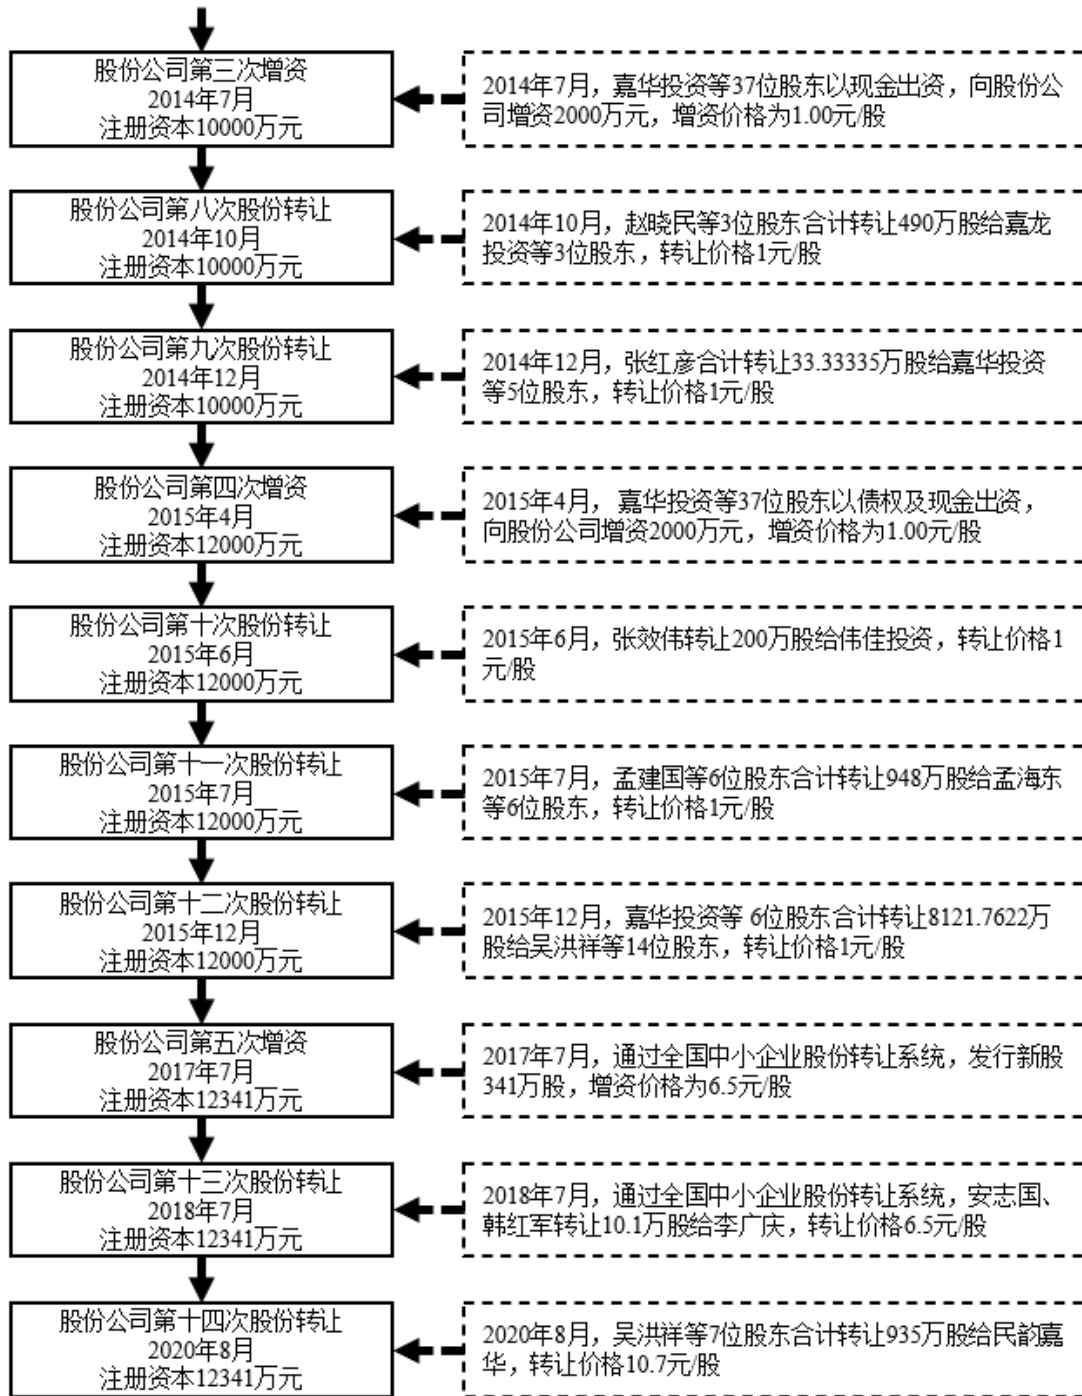 股份公司第三次增资
2014年7月
注册资本10000万元
2014年7月，嘉华投资等37位股东以现金出资，向股份公
司增资2000万元，增资价格为1.00元/股
股份公司第八次股份转让
2014年10月
注册资本10000万元
2014年10月，赵晓民等3位股东合计转让490万股给嘉龙
投资等3位股东，转让价格1元/股
股份公司第九次股份转让
2014年12月
注册资本10000万元
2014年12月，张红彦合计转让33.33335万股给嘉华投资
等5位股东，转让价格1元/股
股份公司第四次增资
2015年4月
注册资本12000万元
2015年4月， 嘉华投资等37位股东以债权及现金出资，
向股份公司增资2000万元，增资价格为1.00元/股
股份公司第十次股份转让
2015年6月
注册资本12000万元
2015年6月，张效伟转让200万股给伟佳投资，转让价格1
元/股
股份公司第十一次股份转让
2015年7月
注册资本12000万元
2015年7月，孟建国等6位股东合计转让948万股给孟海东
等6位股东，转让价格1元/股
股份公司第十二次股份转让
2015年12月
注册资本12000万元
2015年12月，嘉华投资等 6位股东合计转让8121.7622万
股给吴洪祥等14位股东，转让价格1元/股
股份公司第五次增资
2017年7月
注册资本12341万元
2017年7月，通过全国中小企业股份转让系统，发行新股
341万股，增资价格为6.5元/股
股份公司第十三次股份转让
2018年7月
注册资本12341万元
2018年7月，通过全国中小企业股份转让系统，安志国、
韩红军转让10.1万股给李广庆，转让价格6.5元/股
股份公司第十四次股份转让
2020年8月
注册资本12341万元
2020年8月，吴洪祥等7位股东合计转让935万股给民韵嘉
华，转让价格10.7元/股